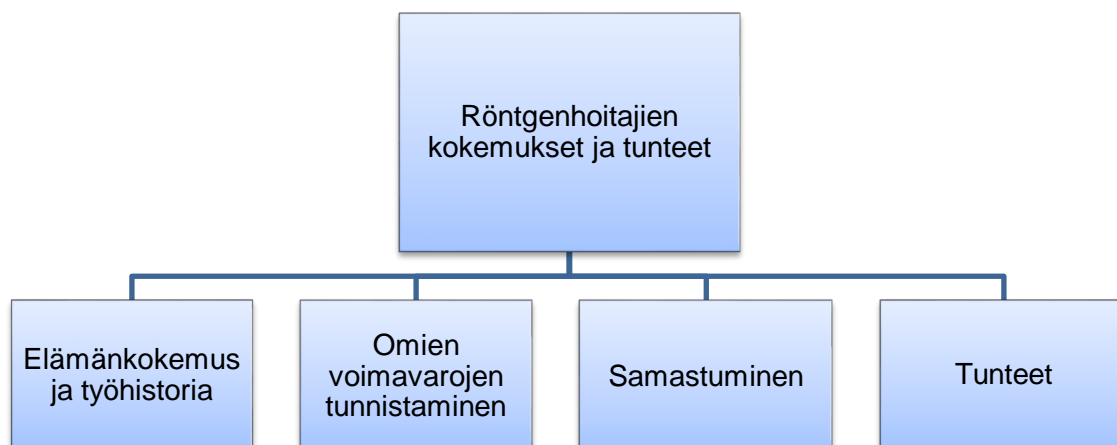 Röntgenhoitajien
kokemukset ja tunteet
Elämänkokemus
ja työhistoria
Omien
voimavarojen
tunnistaminen
Samastuminen
Tunteet